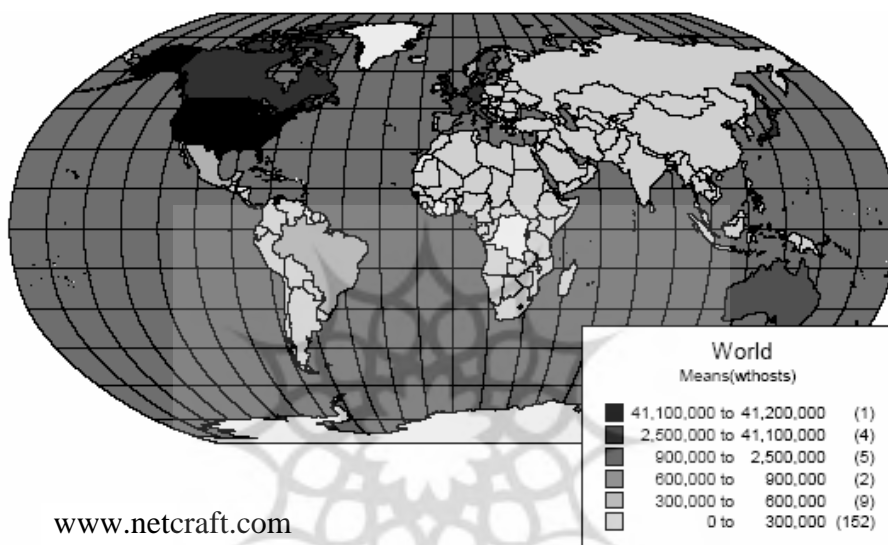 World
Means(wthosts)
41,100,000 to 41,200,000 (1)
2,500,000 to 41,100,000 (4)
900,000 to 2,500,000 (5)
600,000 to 900,000 (2)
300,000 to 600,000 (9)
0 to 300,000 (152)
www.netcraft.com